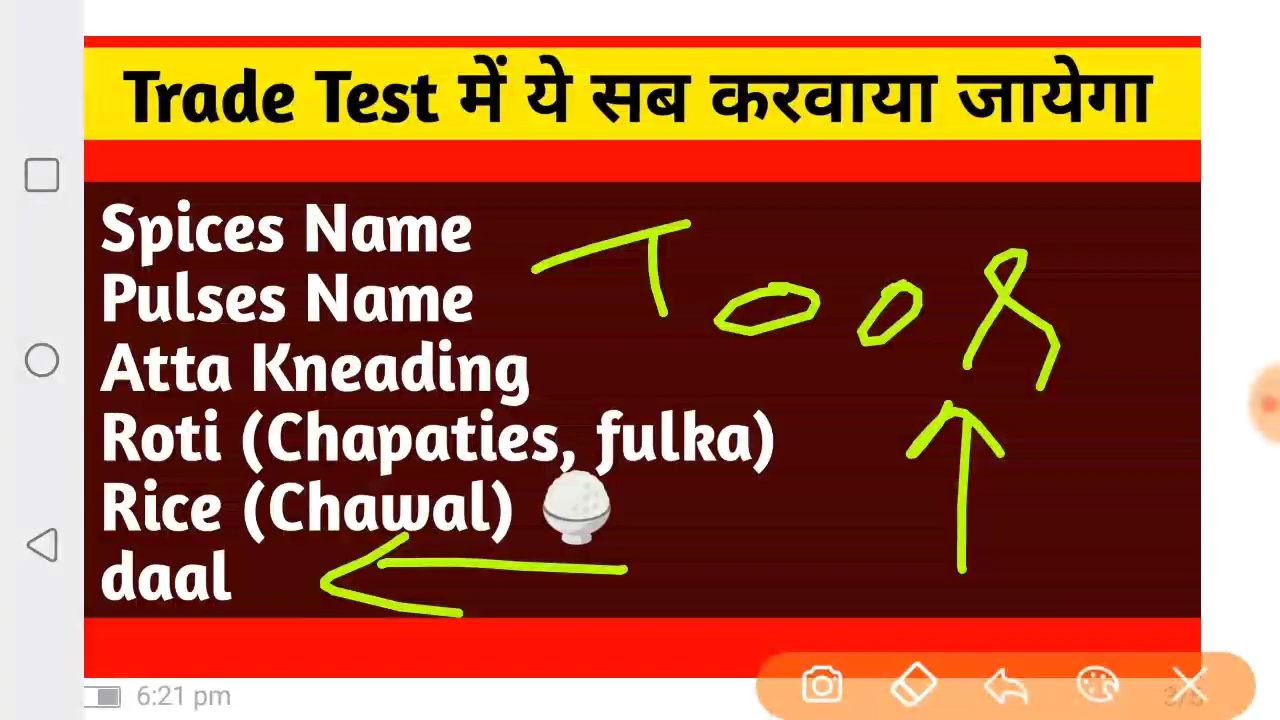 Trade Test में ये सब करवाया जायेगा
Spices Name
Pulses Name
TOOR
Atta Kneading
Roti (Chapaties, fulka)
Rice (Chawal)
daal
6:21 pm